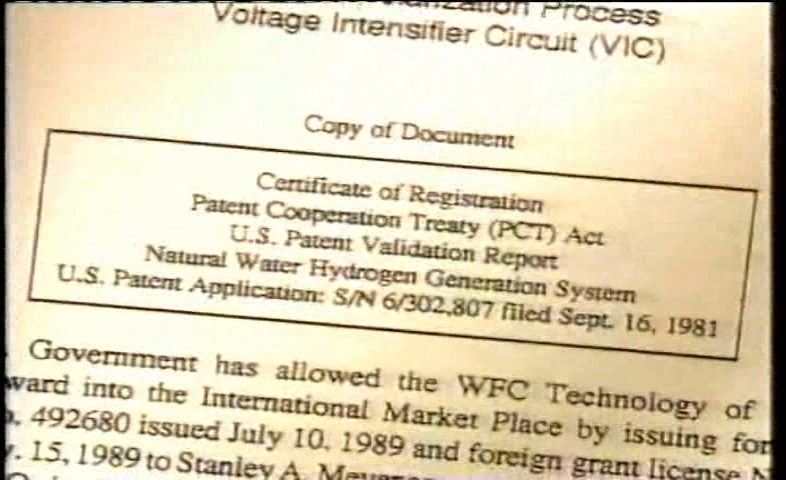 Process
Voltage Intensifier Circuit (VIC)
Copy of Document
Certificate of Registration
Patent Cooperation Treaty (PCT) Act
U.S. Patent Validation Report
Natural Water Hydrogen Generation System
U.S. Patent Application: S/N 6/302,807 filed Sept. 16, 1981
Government has allowed the WFC Technology of
ward into the International Market Place by issuing for
. 492680 issued July 10, 1989 and foreign grant license
. 15, 1989 to Stanley A.